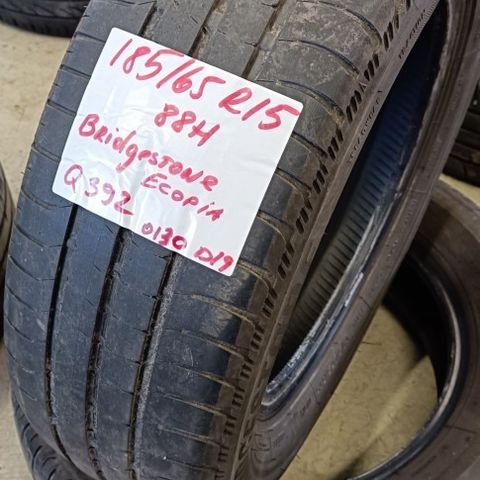 185/65 R15
88H
Bridgestone
Ecopia
Q392
0130 D19